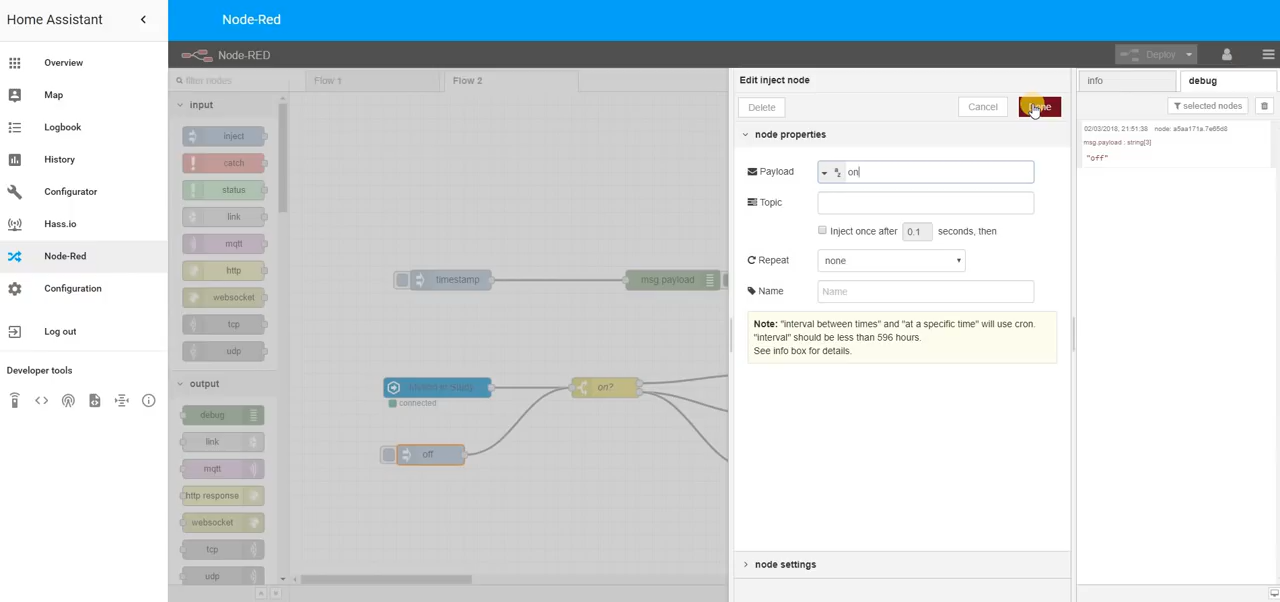 Home Assistant
Node-Red
Overview
Map
Logbook
History
Configurator
Hass.io
Node-Red
Configuration
Log out
Developer tools
Node-RED
Deploy
filter nodes
Flow 1
Flow 2
input
inject
catch
status
link
mqtt
http
websocket
tcp
udp
output
debug
link
mqtt
http response
websocket
tcp
udp
timestamp
msg.payload
on?
connected
off
Edit inject node
Delete
Cancel
node properties
Payload
on
Topic
Inject once after 0.1 seconds, then
Repeat
none
Name
Name
Note: "interval between times" and "at a specific time" will use cron.
"interval" should be less than 596 hours.
See info box for details.
node settings
info
debug
selected nodes
02/03/2018, 21:51:38 node: a5aa171a.7e65d8
msg.payload : string[3]
"off"